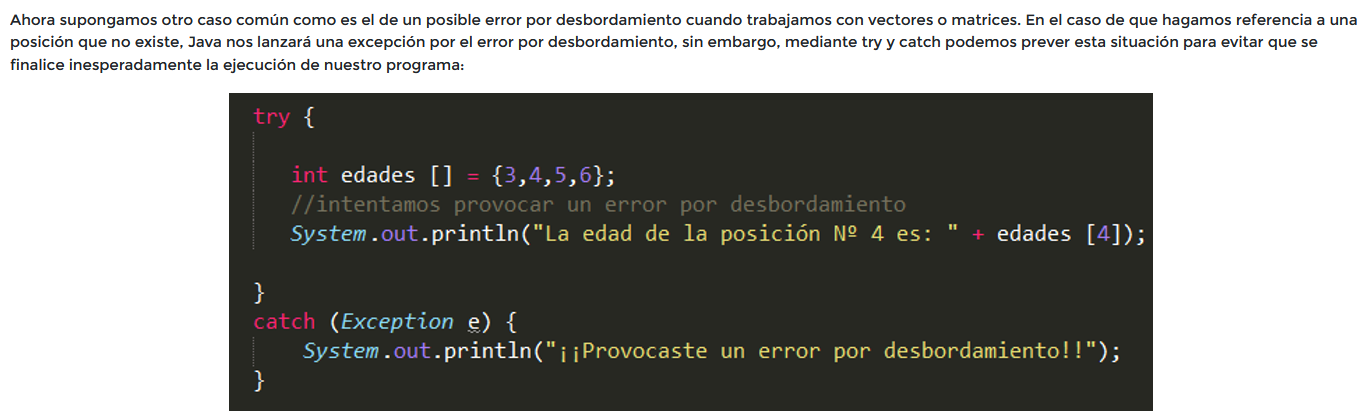 Ahora supongamos otro caso común como es el de un posible error por desbordamiento cuando trabajamos con vectores o matrices. En el caso de que hagamos referencia a una
posición que no existe, Java nos lanzará una excepción por el error por desbordamiento, sin embargo, mediante try y catch podemos prever esta situación para evitar que se
finalice inesperadamente la ejecución de nuestro programa:
try {
int edades [] = {3,4,5,6};
//intentamos provocar un error por desbordamiento
System.out.println("La edad de la posición Nº 4 es: " + edades [4]);
}
catch (Exception e) {
System.out.println("¡¡Provocaste un error por desbordamiento!!");
}